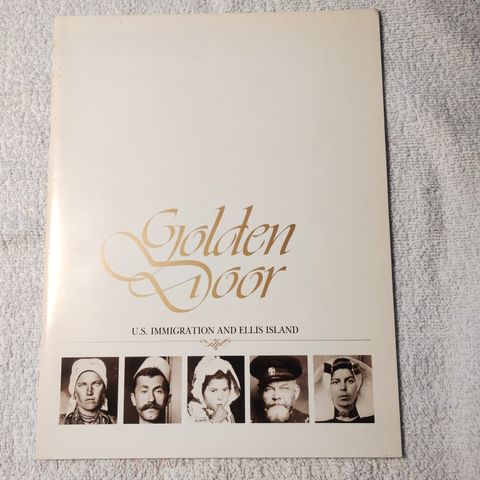 Golden
Door
U.S. IMMIGRATION AND ELLIS ISLAND